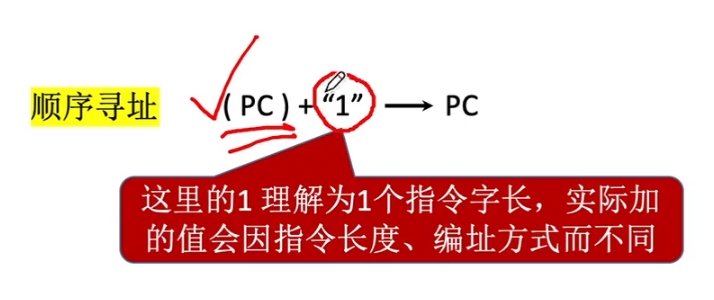 顺序寻址 (PC) + “1” → PC
这里的1 理解为1个指令字长，实际加
的值会因指令长度、编址方式而不同